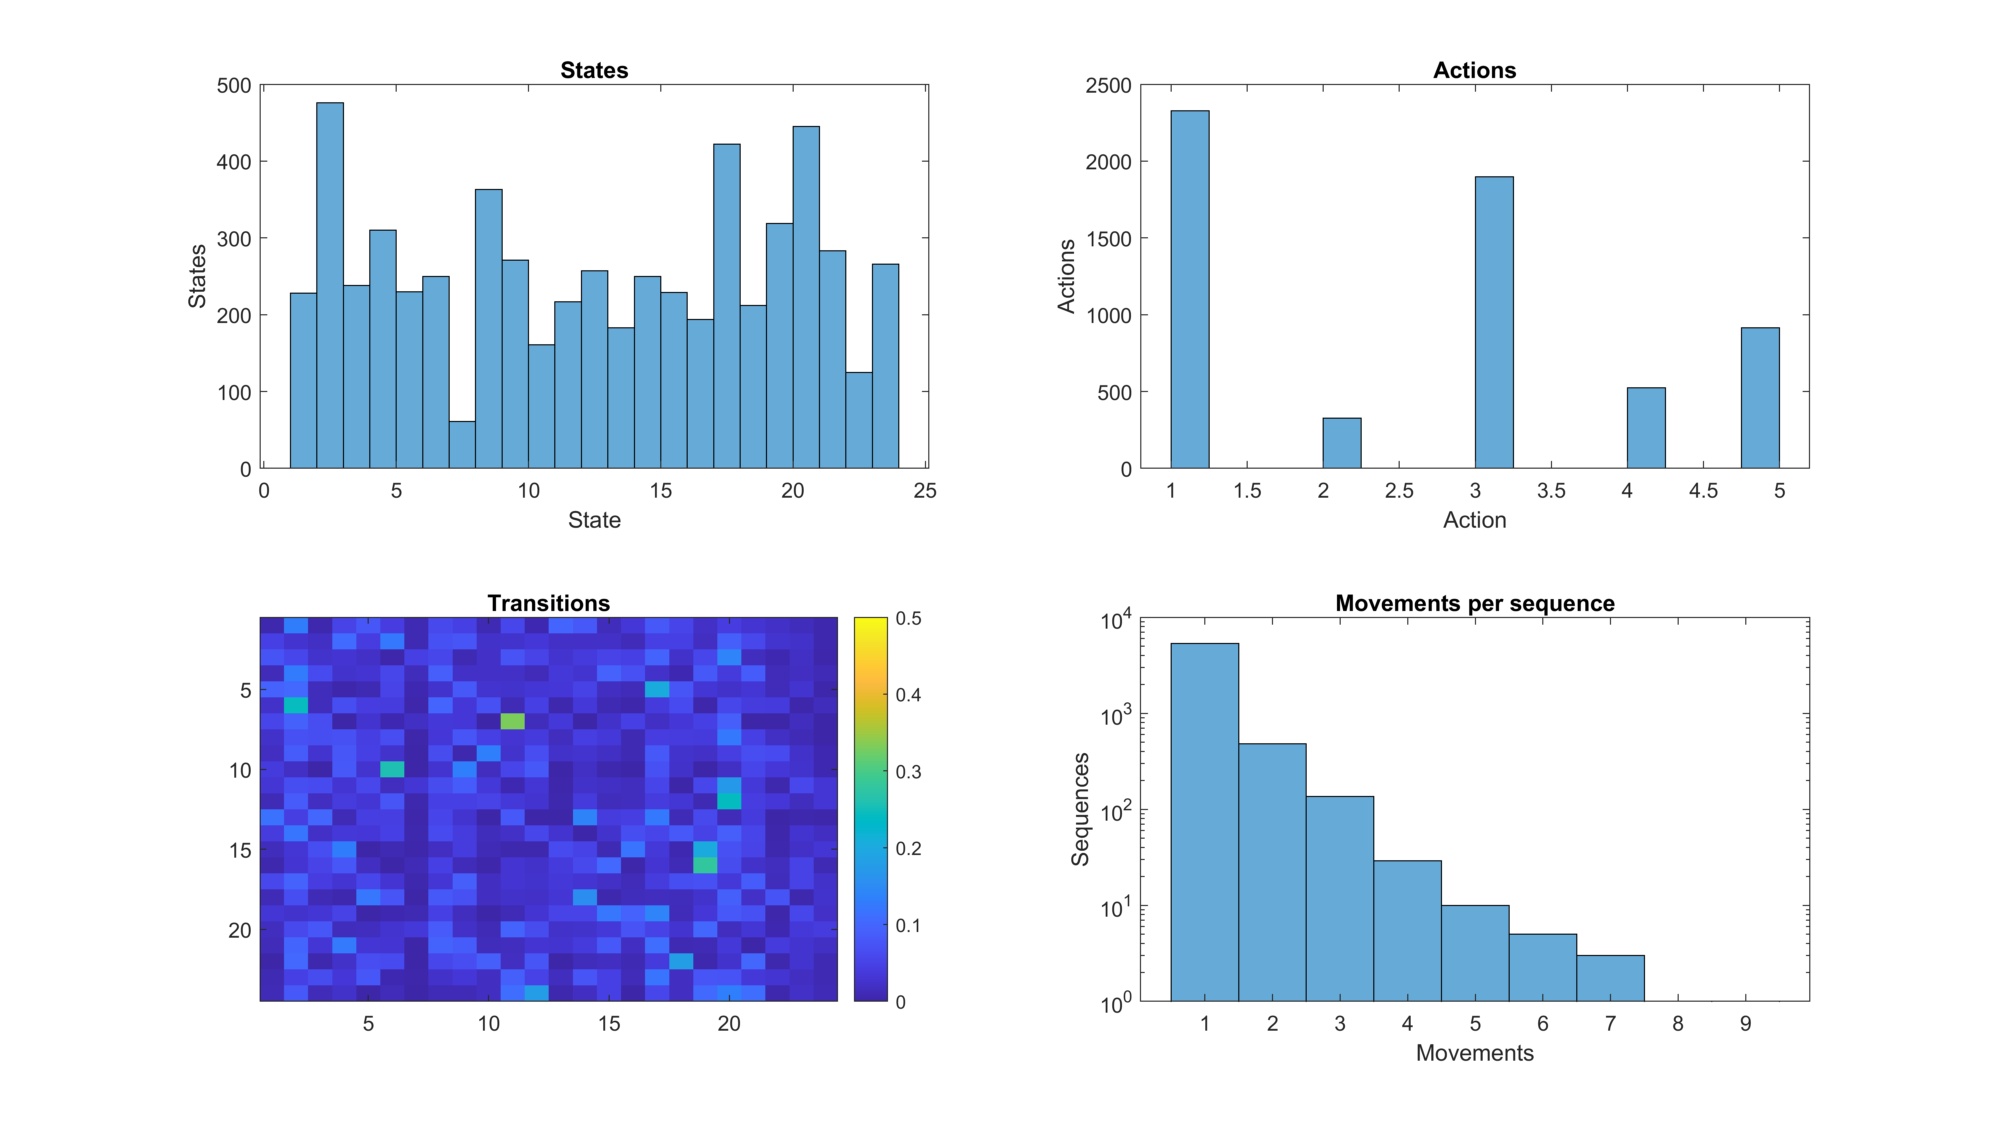 States
500
400
300
200
100
0
States
0 5 10 15 20 25
State
Actions
2500
2000
1500
1000
500
0
Actions
1 1.5 2 2.5 3 3.5 4 4.5 5
Action
Transitions
5
10
15
20
5 10 15 20
0.5
0.4
0.3
0.2
0.1
0
Movements per sequence
10^4
10^3
10^2
10^1
10^0
Sequences
1 2 3 4 5 6 7 8 9
Movements